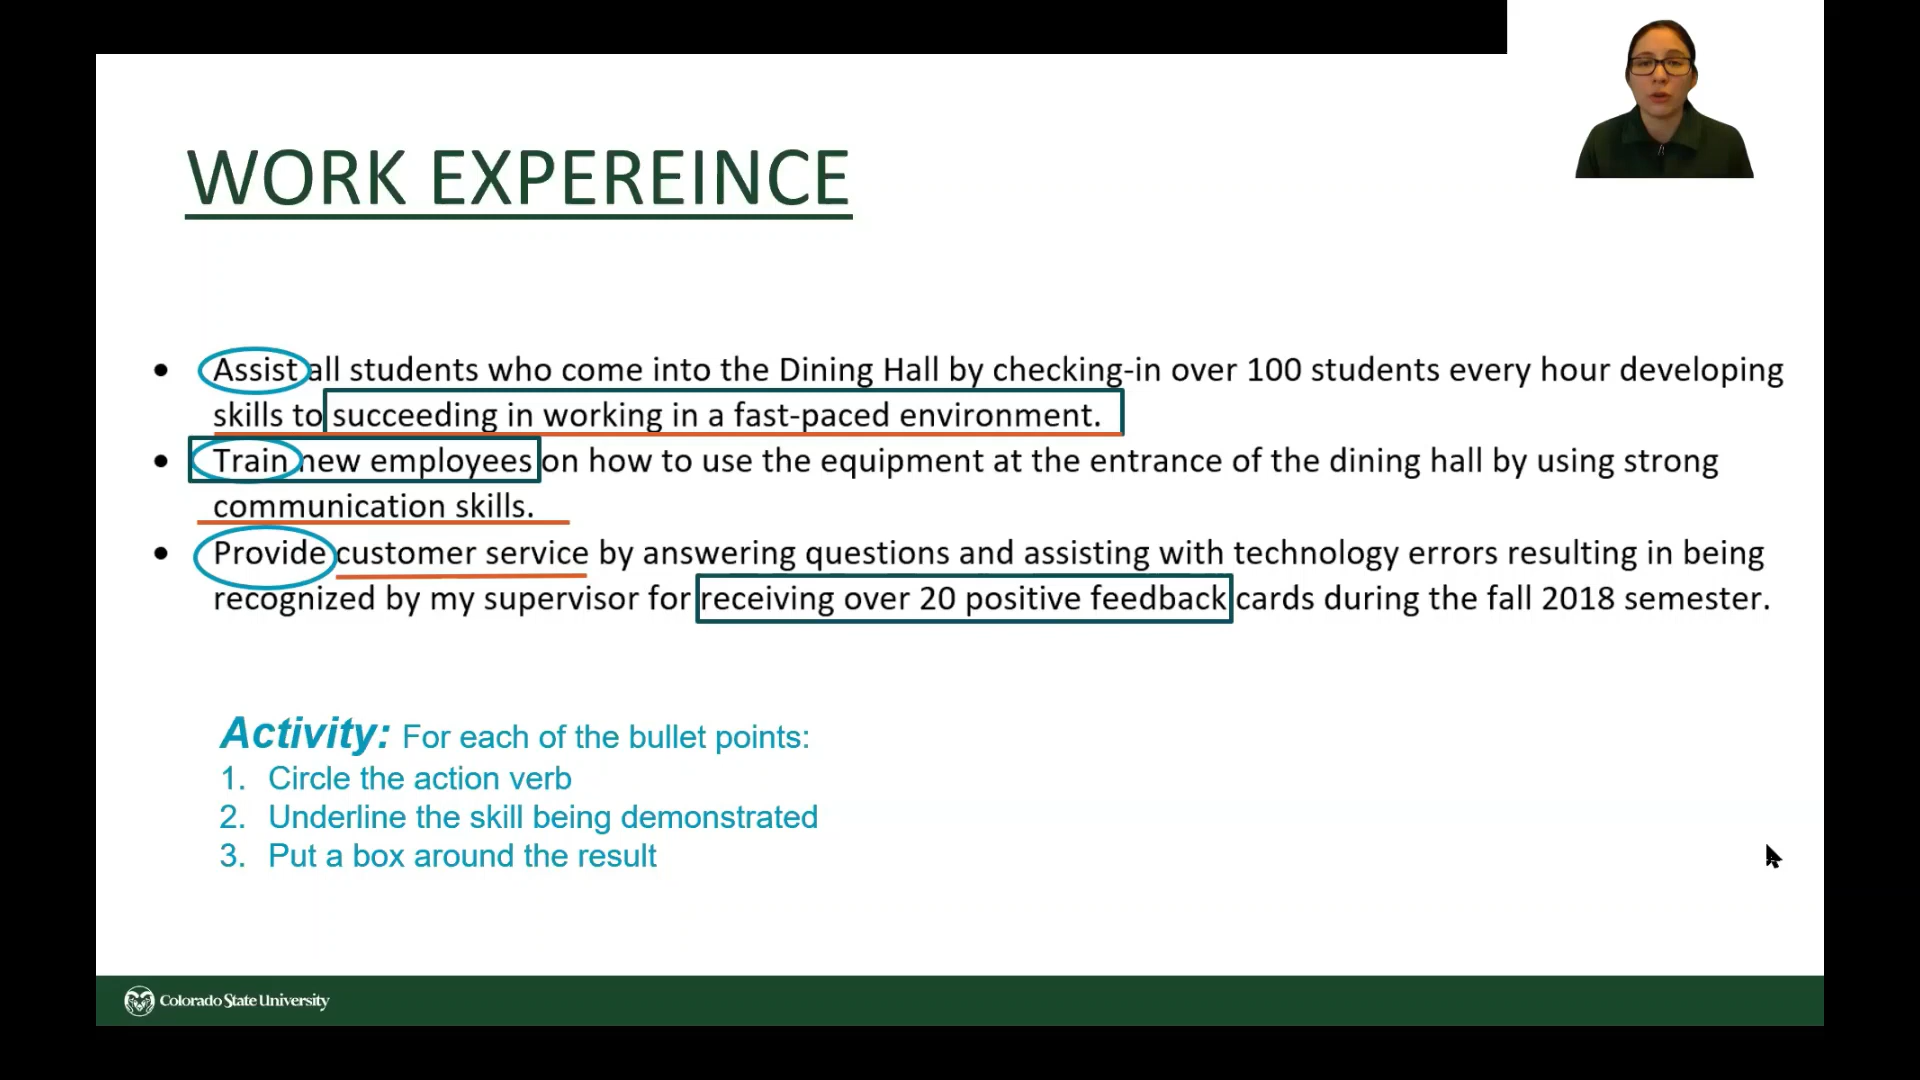 WORK EXPEREINCE
• Assist all students who come into the Dining Hall by checking-in over 100 students every hour developing
skills to succeeding in working in a fast-paced environment.
• Train new employees on how to use the equipment at the entrance of the dining hall by using strong
communication skills.
• Provide customer service by answering questions and assisting with technology errors resulting in being
recognized by my supervisor for receiving over 20 positive feedback cards during the fall 2018 semester.
Activity: For each of the bullet points:
1. Circle the action verb
2. Underline the skill being demonstrated
3. Put a box around the result
Colorado State University